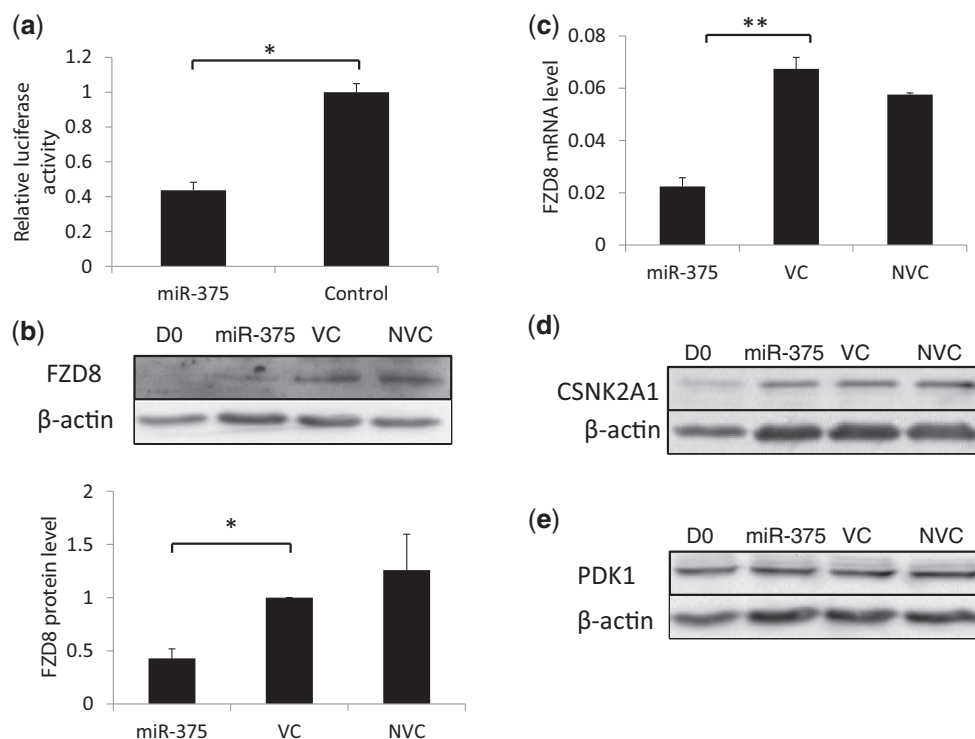 (a)
*
1.2
1
0.8
0.6
0.4
0.2
0
Relative luciferase
activity
miR-375 Control
(b)
D0 miR-375 VC NVC
FZD8
β-actin
2
1.5
1
0.5
0
*
FZD8 protein level
miR-375 VC NVC
(c)
**
0.08
0.06
0.04
0.02
0
FZD8 mRNA level
miR-375 VC NVC
(d)
D0 miR-375 VC NVC
CSNK2A1
β-actin
(e)
D0 miR-375 VC NVC
PDK1
β-actin